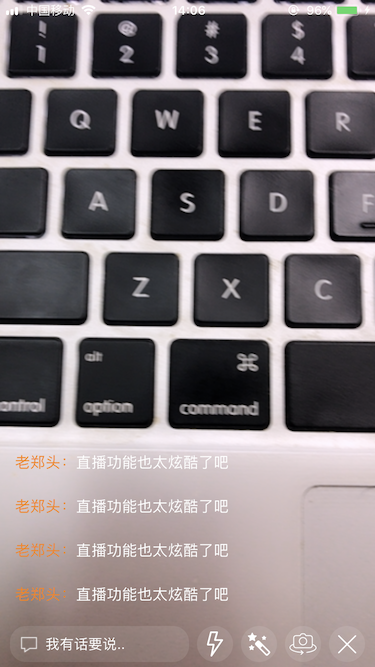 中国移动 14:06 96%
! @ # $
1 2 3 4
Q W E R
A S D F
Z X C
alt ⌘
ontrol option command
老郑头：直播功能也太炫酷了吧
老郑头：直播功能也太炫酷了吧
老郑头：直播功能也太炫酷了吧
老郑头：直播功能也太炫酷了吧
我有话要说..